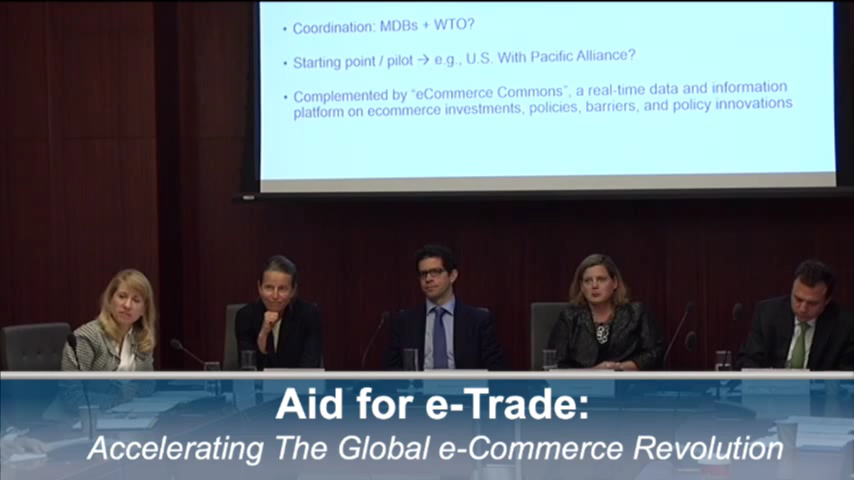 • Coordination: MDBs + WTO?
• Starting point / pilot → e.g., U.S. With Pacific Alliance?
• Complemented by “eCommerce Commons”, a real-time data and information
platform on ecommerce investments, policies, barriers, and policy innovations
Aid for e-Trade:
Accelerating The Global e-Commerce Revolution